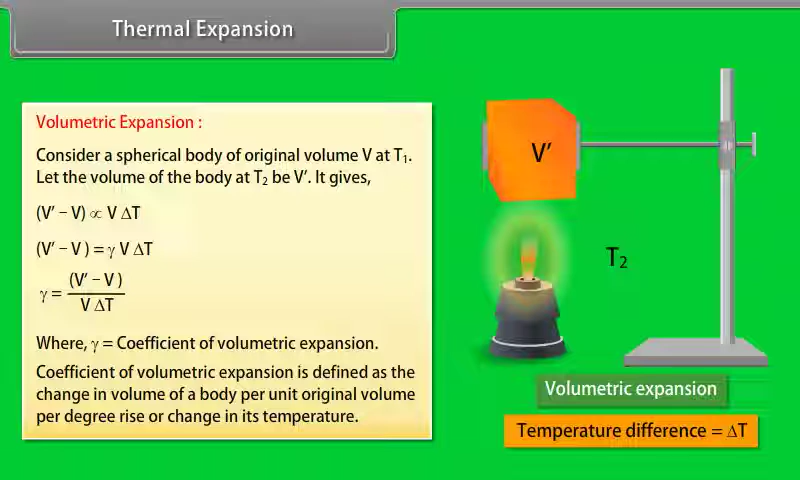 Thermal Expansion
Volumetric Expansion :
Consider a spherical body of original volume V at T₁.
Let the volume of the body at T₂ be V′. It gives,
(V′ − V) ∝ V ΔT
(V′ − V ) = γ V ΔT
γ = (V′ − V ) / V ΔT
Where, γ = Coefficient of volumetric expansion.
Coefficient of volumetric expansion is defined as the
change in volume of a body per unit original volume
per degree rise or change in its temperature.
V′
T₂
Volumetric expansion
Temperature difference = ΔT